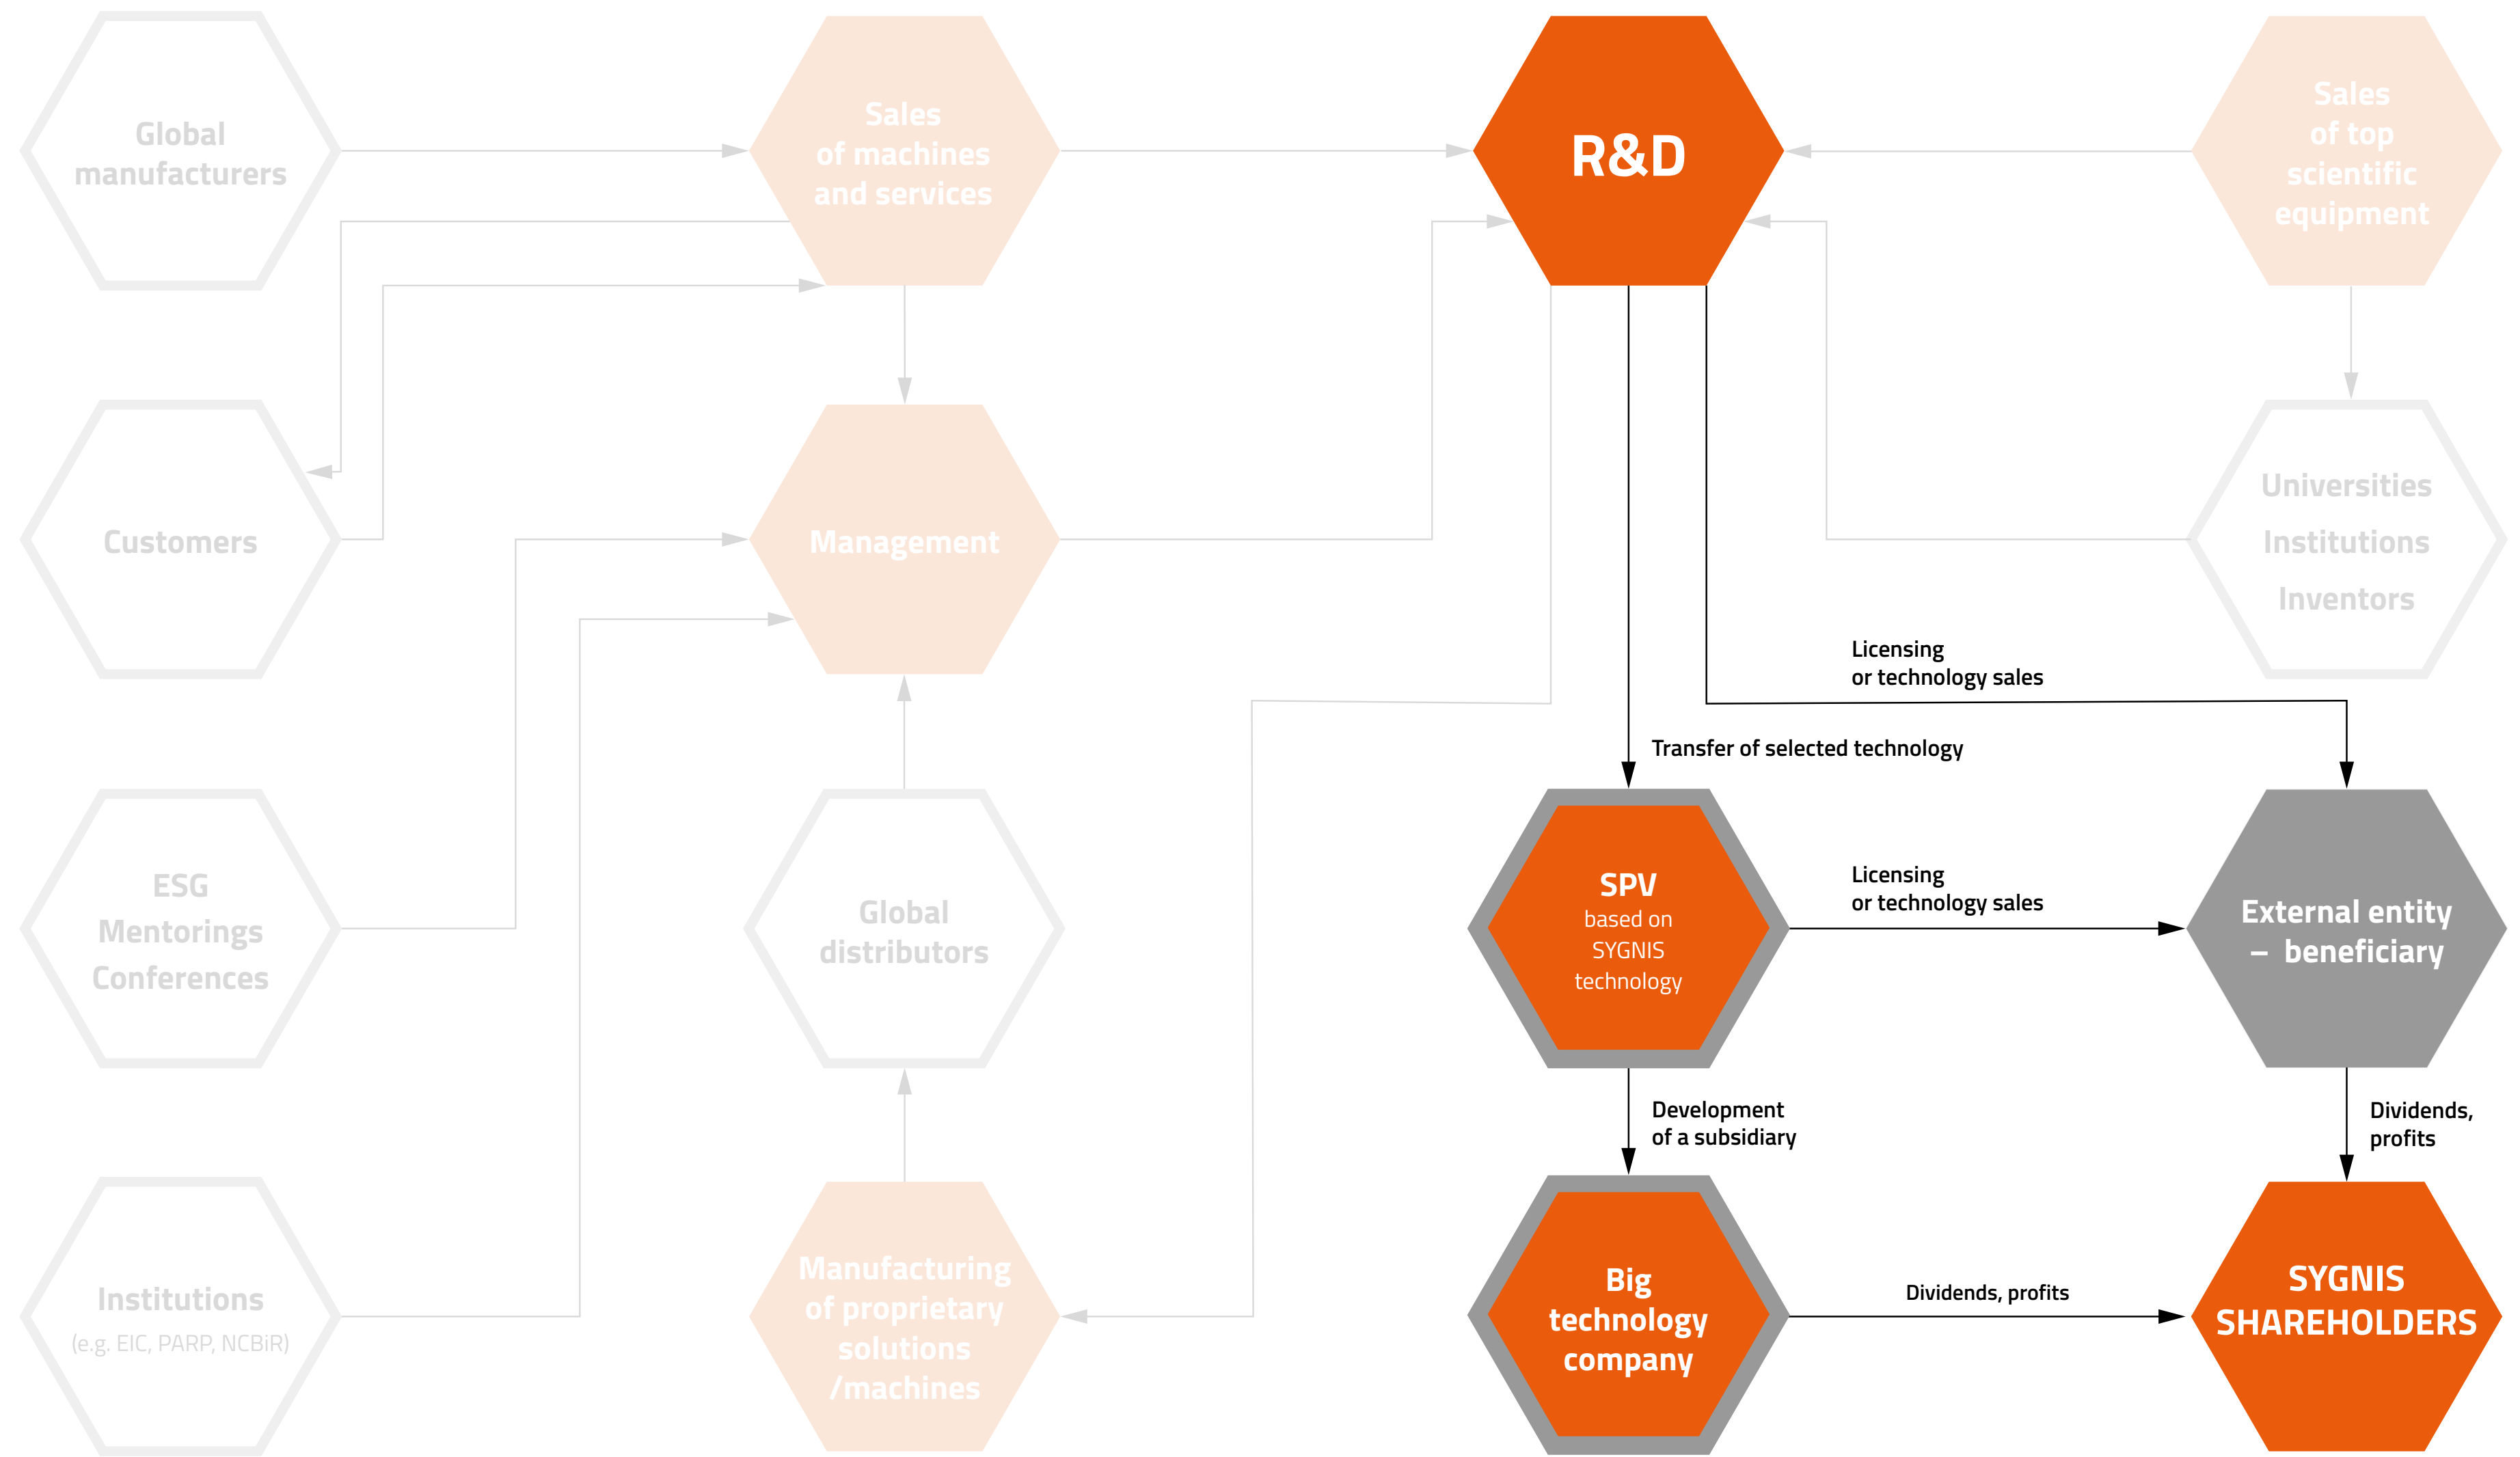 Global
manufacturers
Sales
of machines
and services
R&D
Sales
of top
scientific
equipment
Customers
Management
Universities
Institutions
Inventors
Licensing
or technology sales
Transfer of selected technology
ESG
Mentorings
Conferences
Global
distributors
SPV
based on
SYGNIS
technology
Licensing
or technology sales
External entity
– beneficiary
Development
of a subsidiary
Dividends,
profits
Institutions
(e.g. EIC, PARP, NCBiR)
Manufacturing
of proprietary
solutions
/machines
Big
technology
company
Dividends, profits
SYGNIS
SHAREHOLDERS